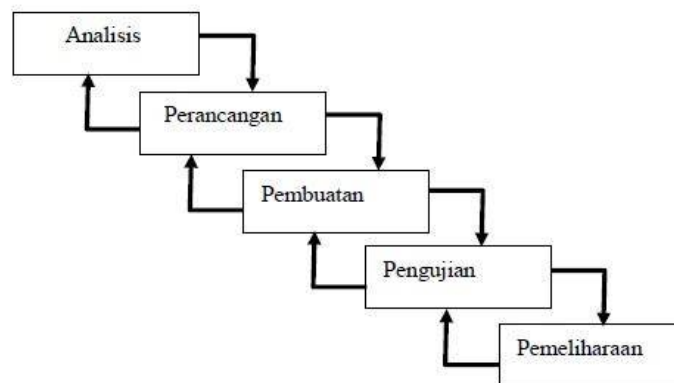 Analisis
Perancangan
Pembuatan
Pengujian
Pemeliharaan